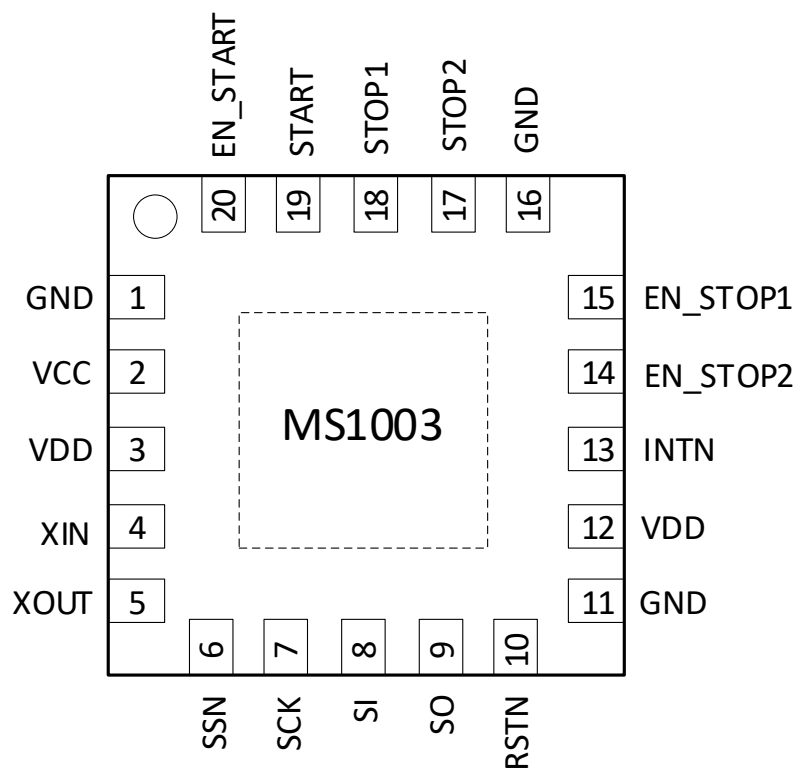 EN_START START STOP1 STOP2 GND
20 19 18 17 16
GND 1 15 EN_STOP1
VCC 2 14 EN_STOP2
MS1003
VDD 3 13 INTN
XIN 4 12 VDD
XOUT 5 11 GND
6 7 8 9 10
SSN SCK SI SO RSTN